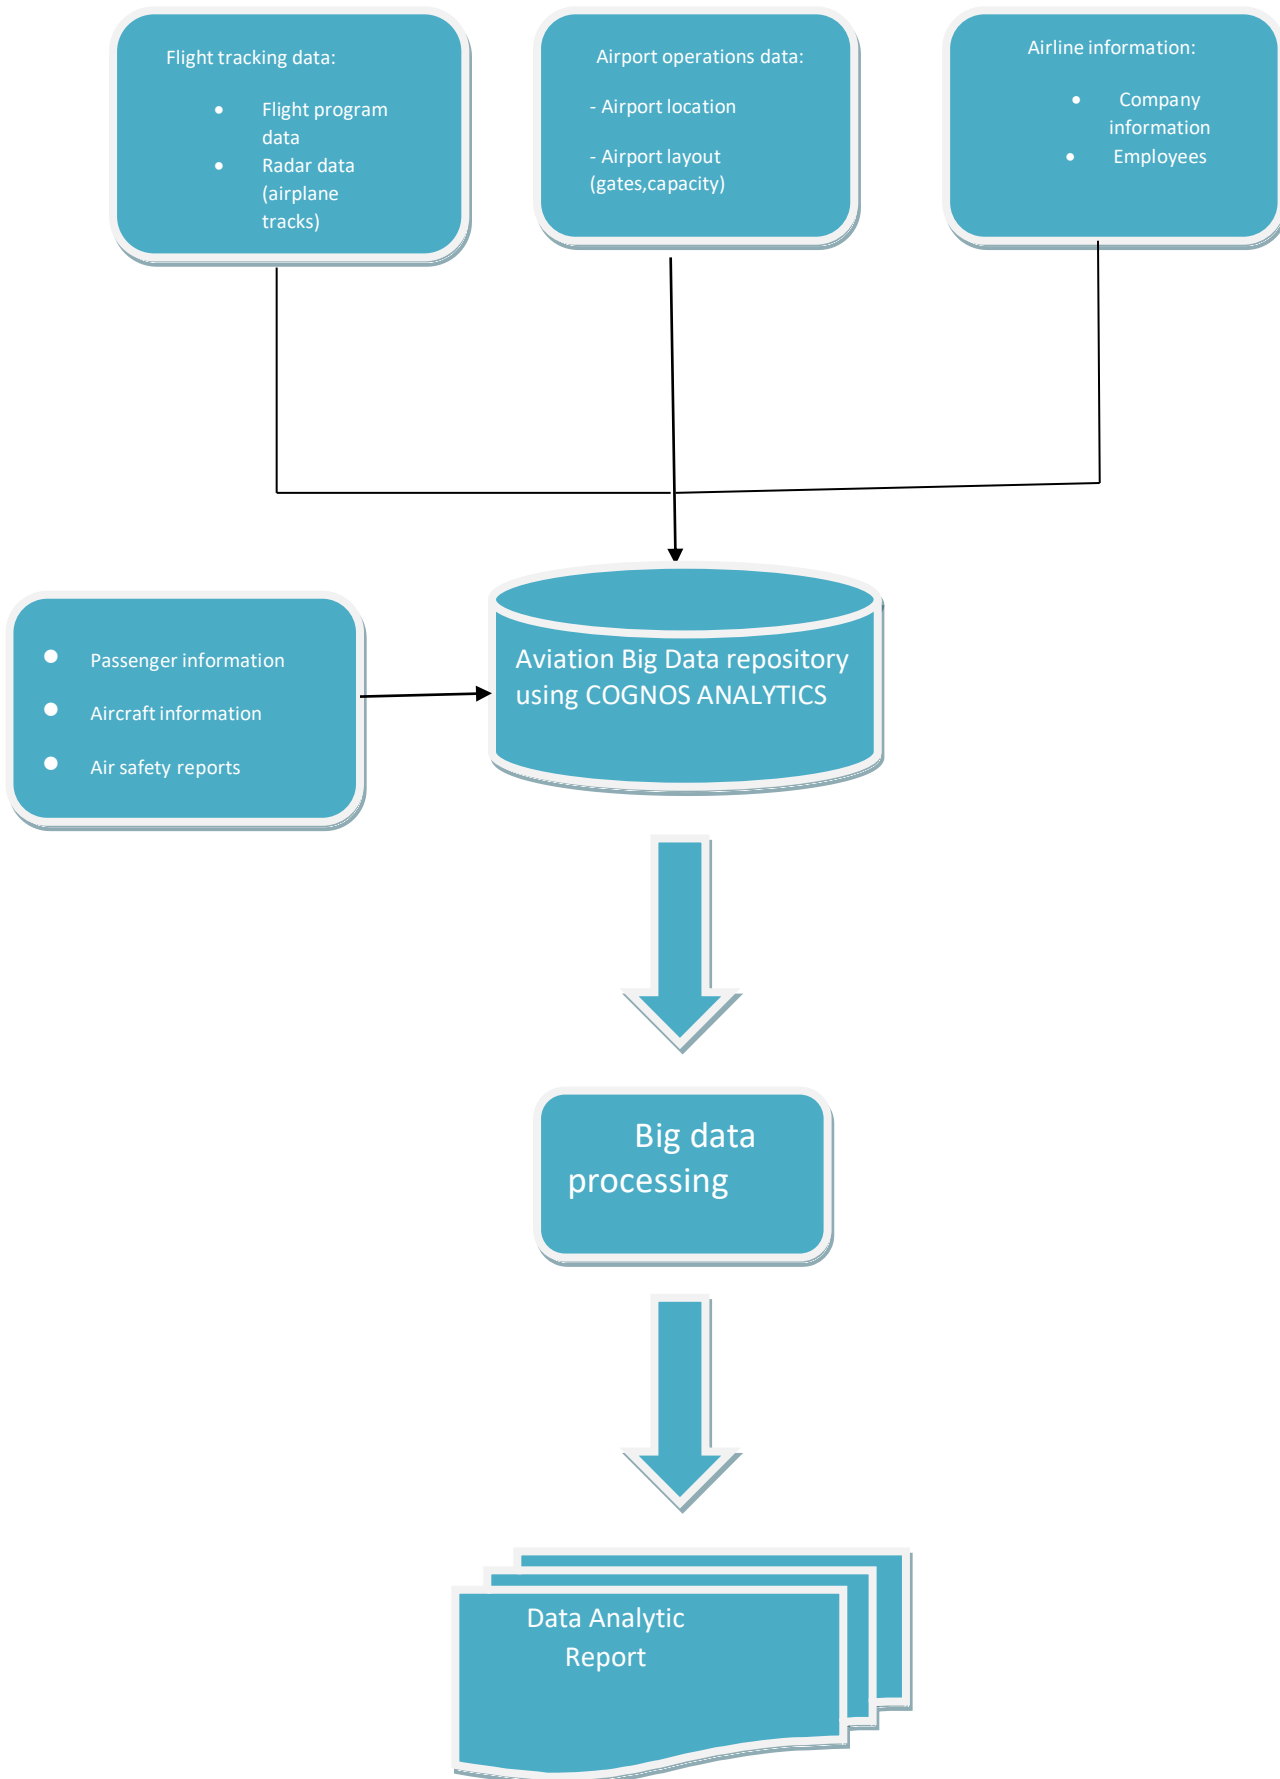 Flight tracking data:
• Flight program
data
• Radar data
(airplane
tracks)
Airport operations data:
- Airport location
- Airport layout
(gates,capacity)
Airline information:
• Company
information
• Employees
• Passenger information
• Aircraft information
• Air safety reports
Aviation Big Data repository
using COGNOS ANALYTICS
Big data
processing
Data Analytic
Report